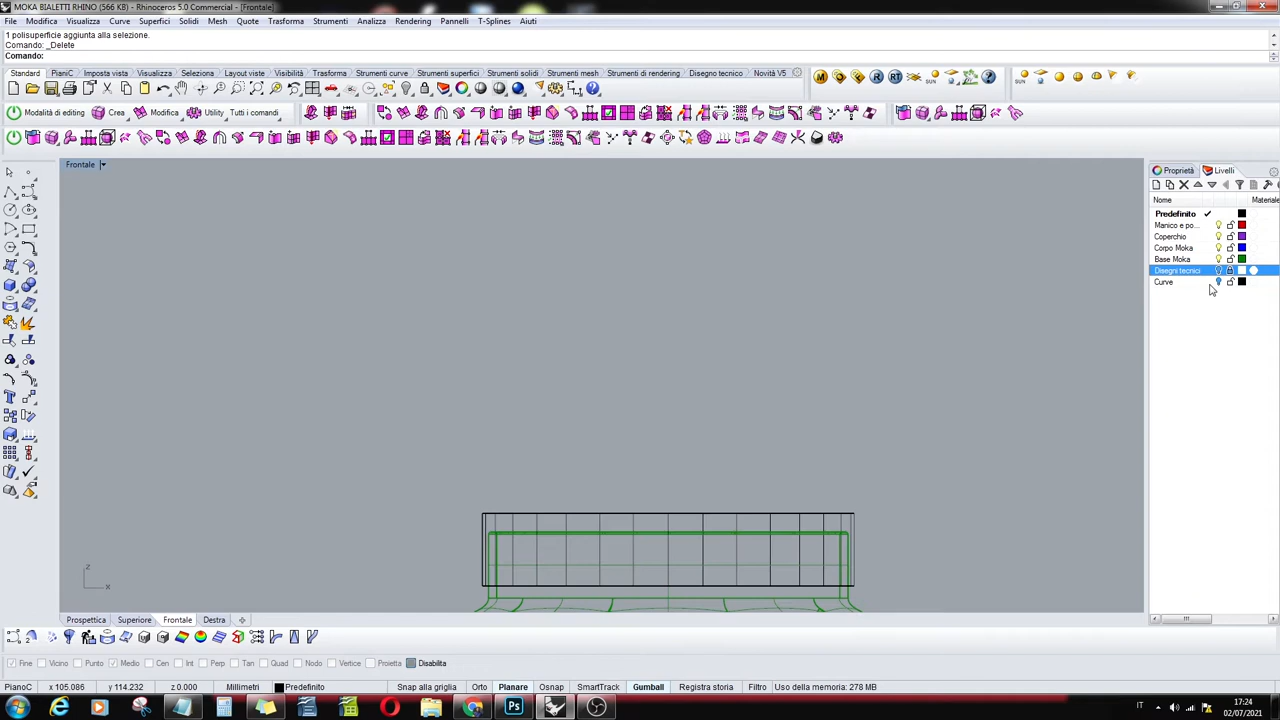 MOKA BIALETTI RHINO (566 KB) - Rhinoceros 5.0 Commercial - [Frontale]
File Modifica Visualizza Curve Superfici Solidi Mesh Quote Trasforma Strumenti Analizza Rendering Pannelli T-Splines Aiuti
1 polisuperficie aggiunta alla selezione.
Comando: _Delete
Comando:
Standard PianiC Imposta vista Visualizza Selezione Layout viste Visibilità Trasforma Strumenti curve Strumenti superfici Strumenti solidi Strumenti mesh Strumenti di rendering Disegno tecnico Novità V5
Modalità di editing Crea Modifica Utility Tutti i comandi
Frontale
Proprietà Livelli
Nome Materiale
Predefinito
Manico e po...
Coperchio
Corpo Moka
Base Moka
Disegni tecnici
Curve
z
x
Prospettica Superiore Frontale Destra
Fine Vicino Punto Medio Cen Int Perp Tan Quad Nodo Vertice Proietta Disabilita
PianoC x 105.086 y 114.232 z 0.000 Millimetri Predefinito Snap alla griglia Orto Planare Osnap SmartTrack Gumball Registra storia Filtro Uso della memoria: 278 MB
IT 17:24
02/07/2021